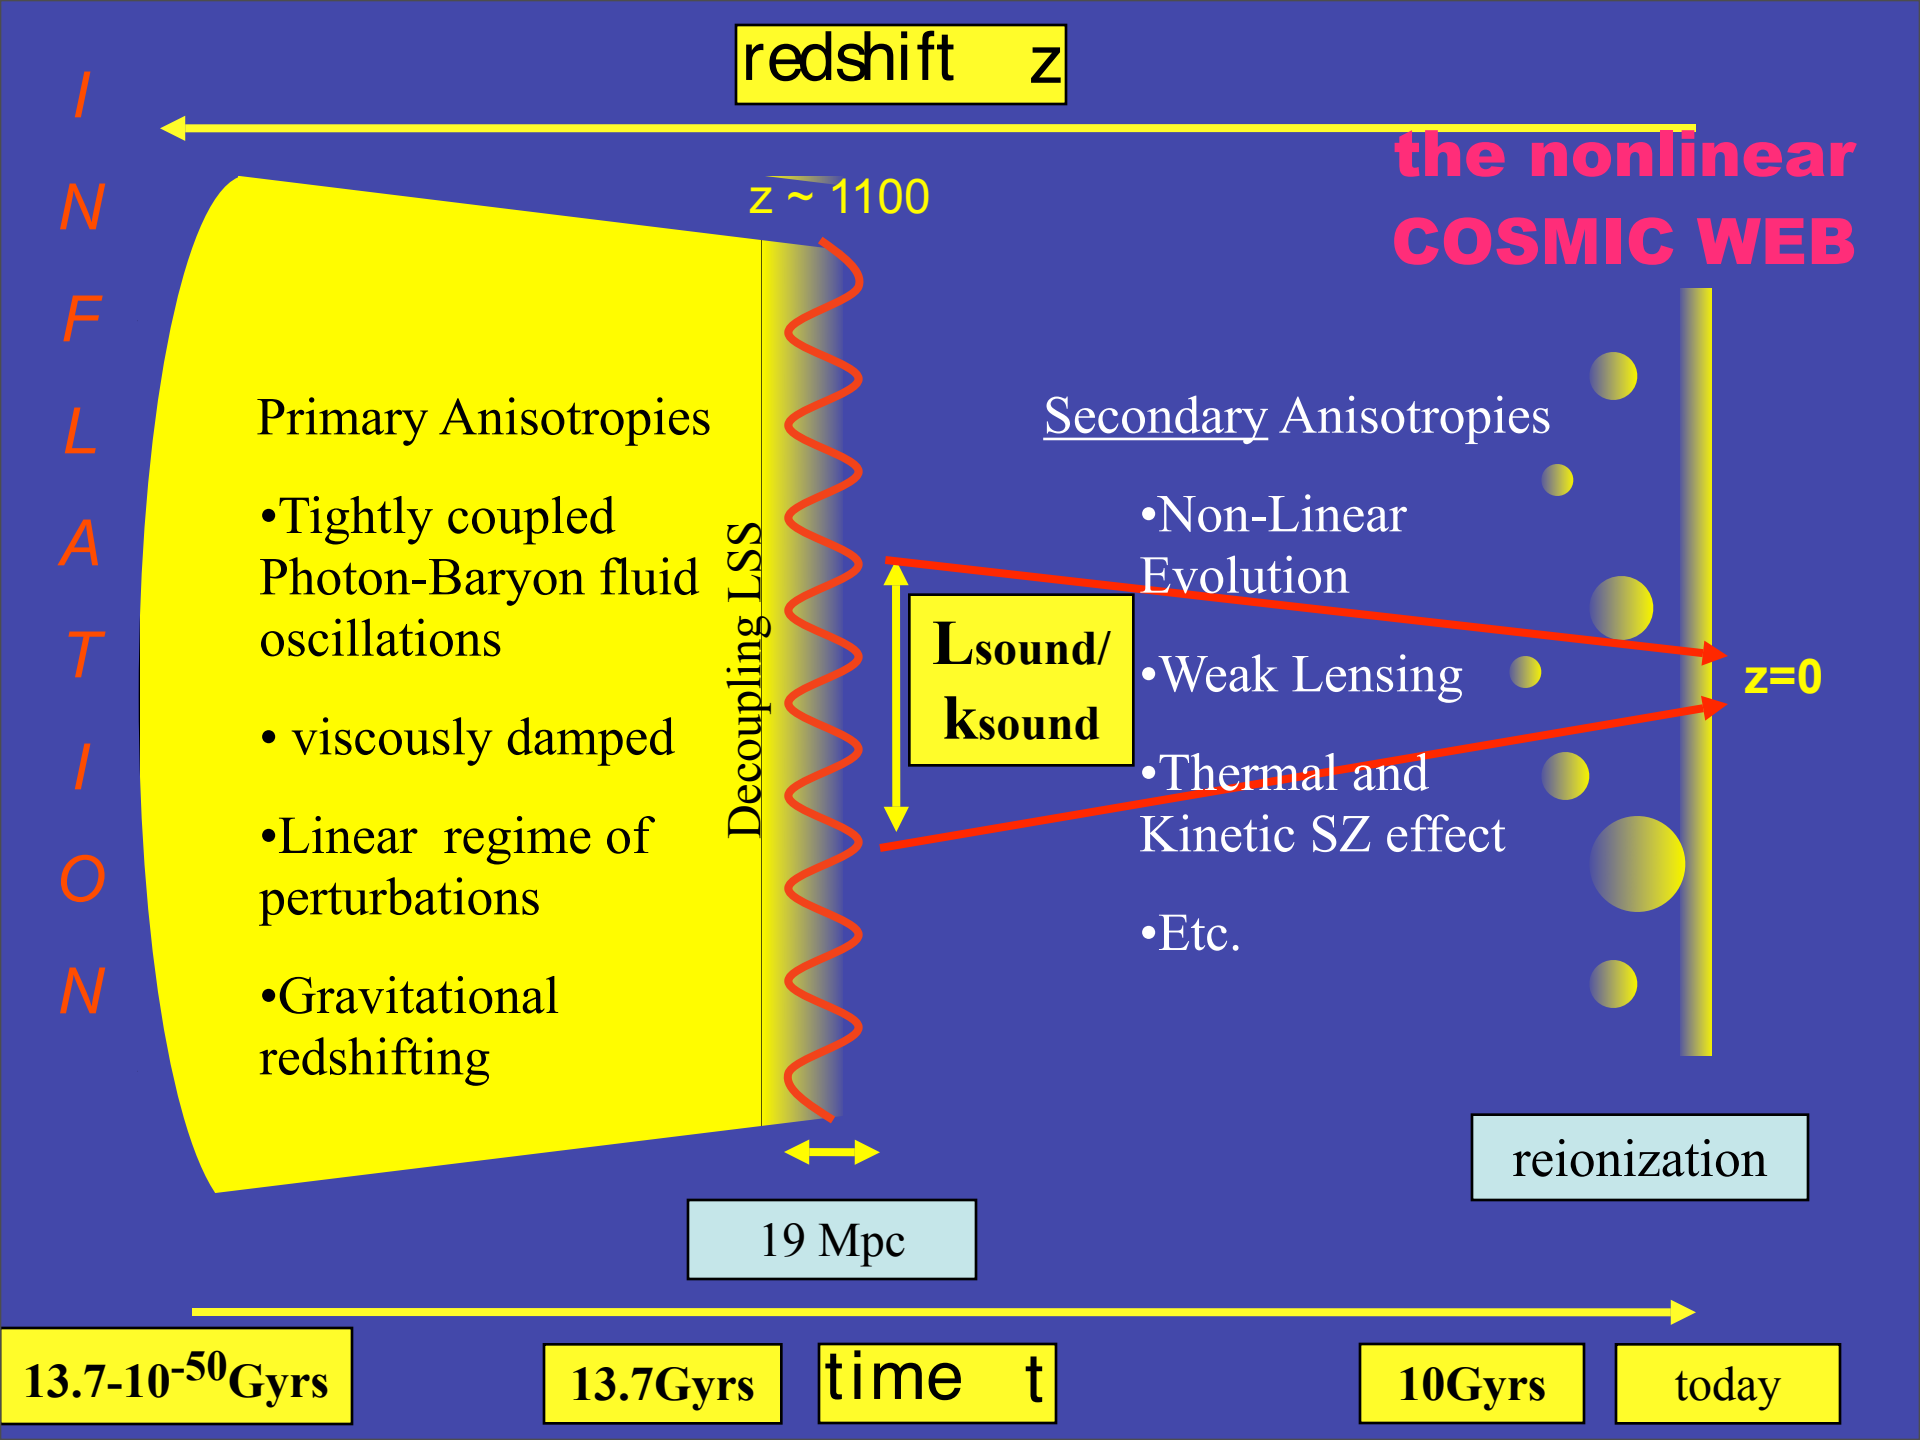 redshift z
I
N
F
L
A
T
I
O
N
the nonlinear
COSMIC WEB
z ~ 1100
Primary Anisotropies
•Tightly coupled
Photon-Baryon fluid
oscillations
• viscously damped
•Linear regime of
perturbations
•Gravitational
redshifting
Decoupling LSS
Lsound/
ksound
Secondary Anisotropies
•Non-Linear
Evolution
•Weak Lensing
•Thermal and
Kinetic SZ effect
•Etc.
z=0
reionization
19 Mpc
13.7-10^-50Gyrs
13.7Gyrs
time t
10Gyrs
today